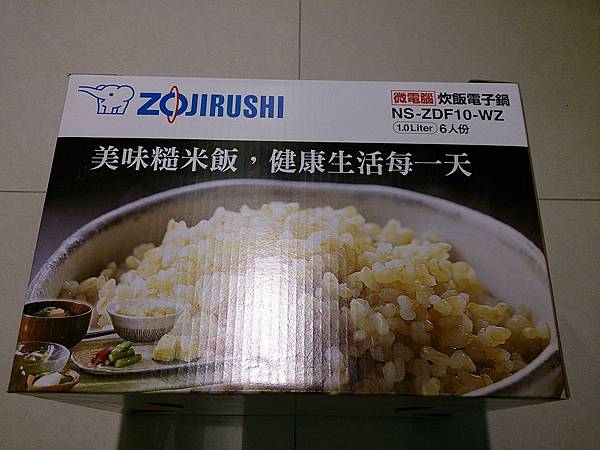 ZOJIRUSHI
微電腦 炊飯電子鍋
NS-ZDF10-WZ
1.0 Liter 6人份
美味糙米飯，健康生活每一天